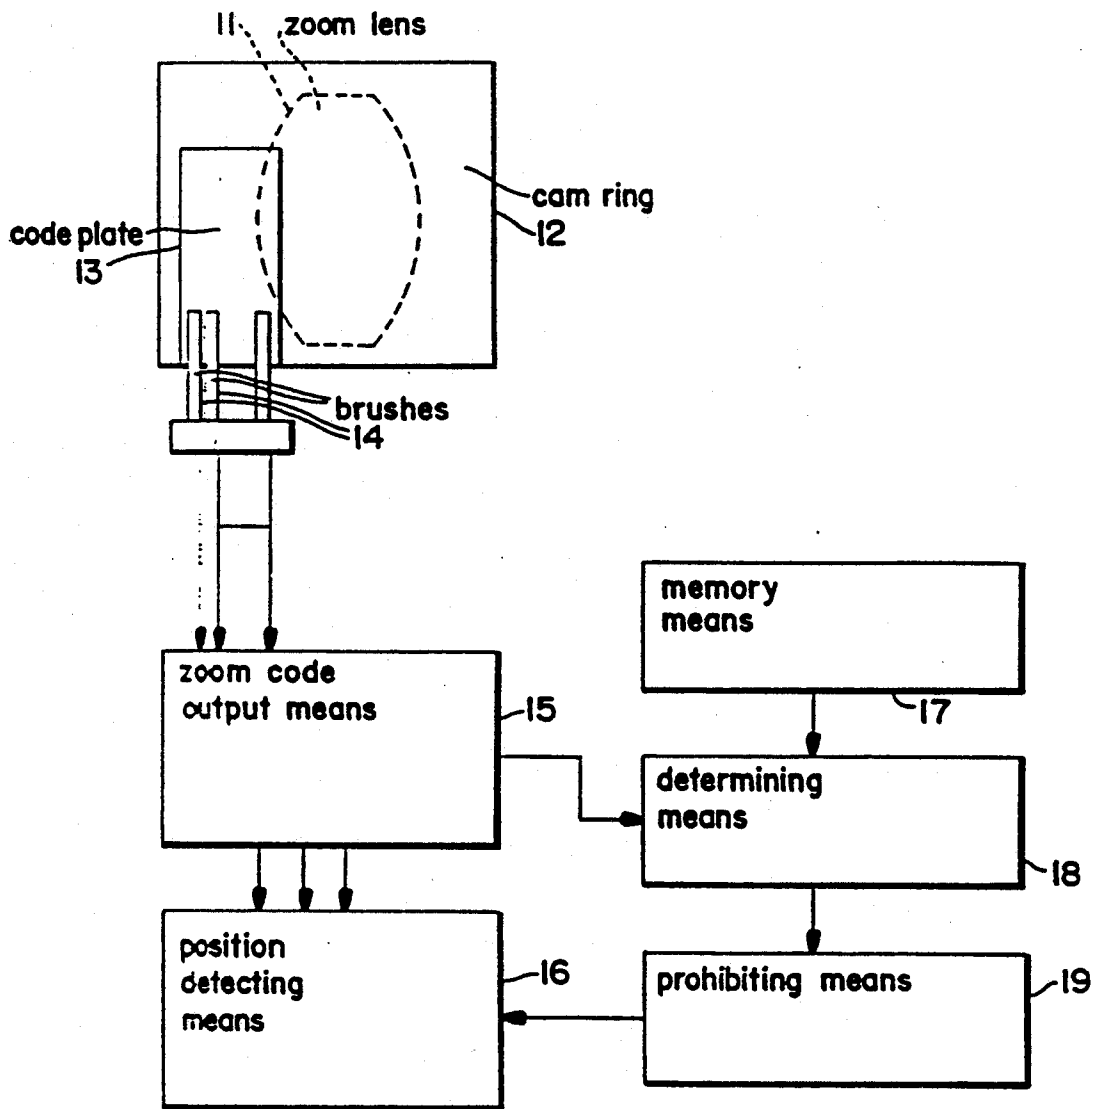 11 zoom lens
cam ring
12
code plate
13
brushes
14
memory
means
17
zoom code
output means
15
determining
means
18
position
detecting
means
16
prohibiting means
19